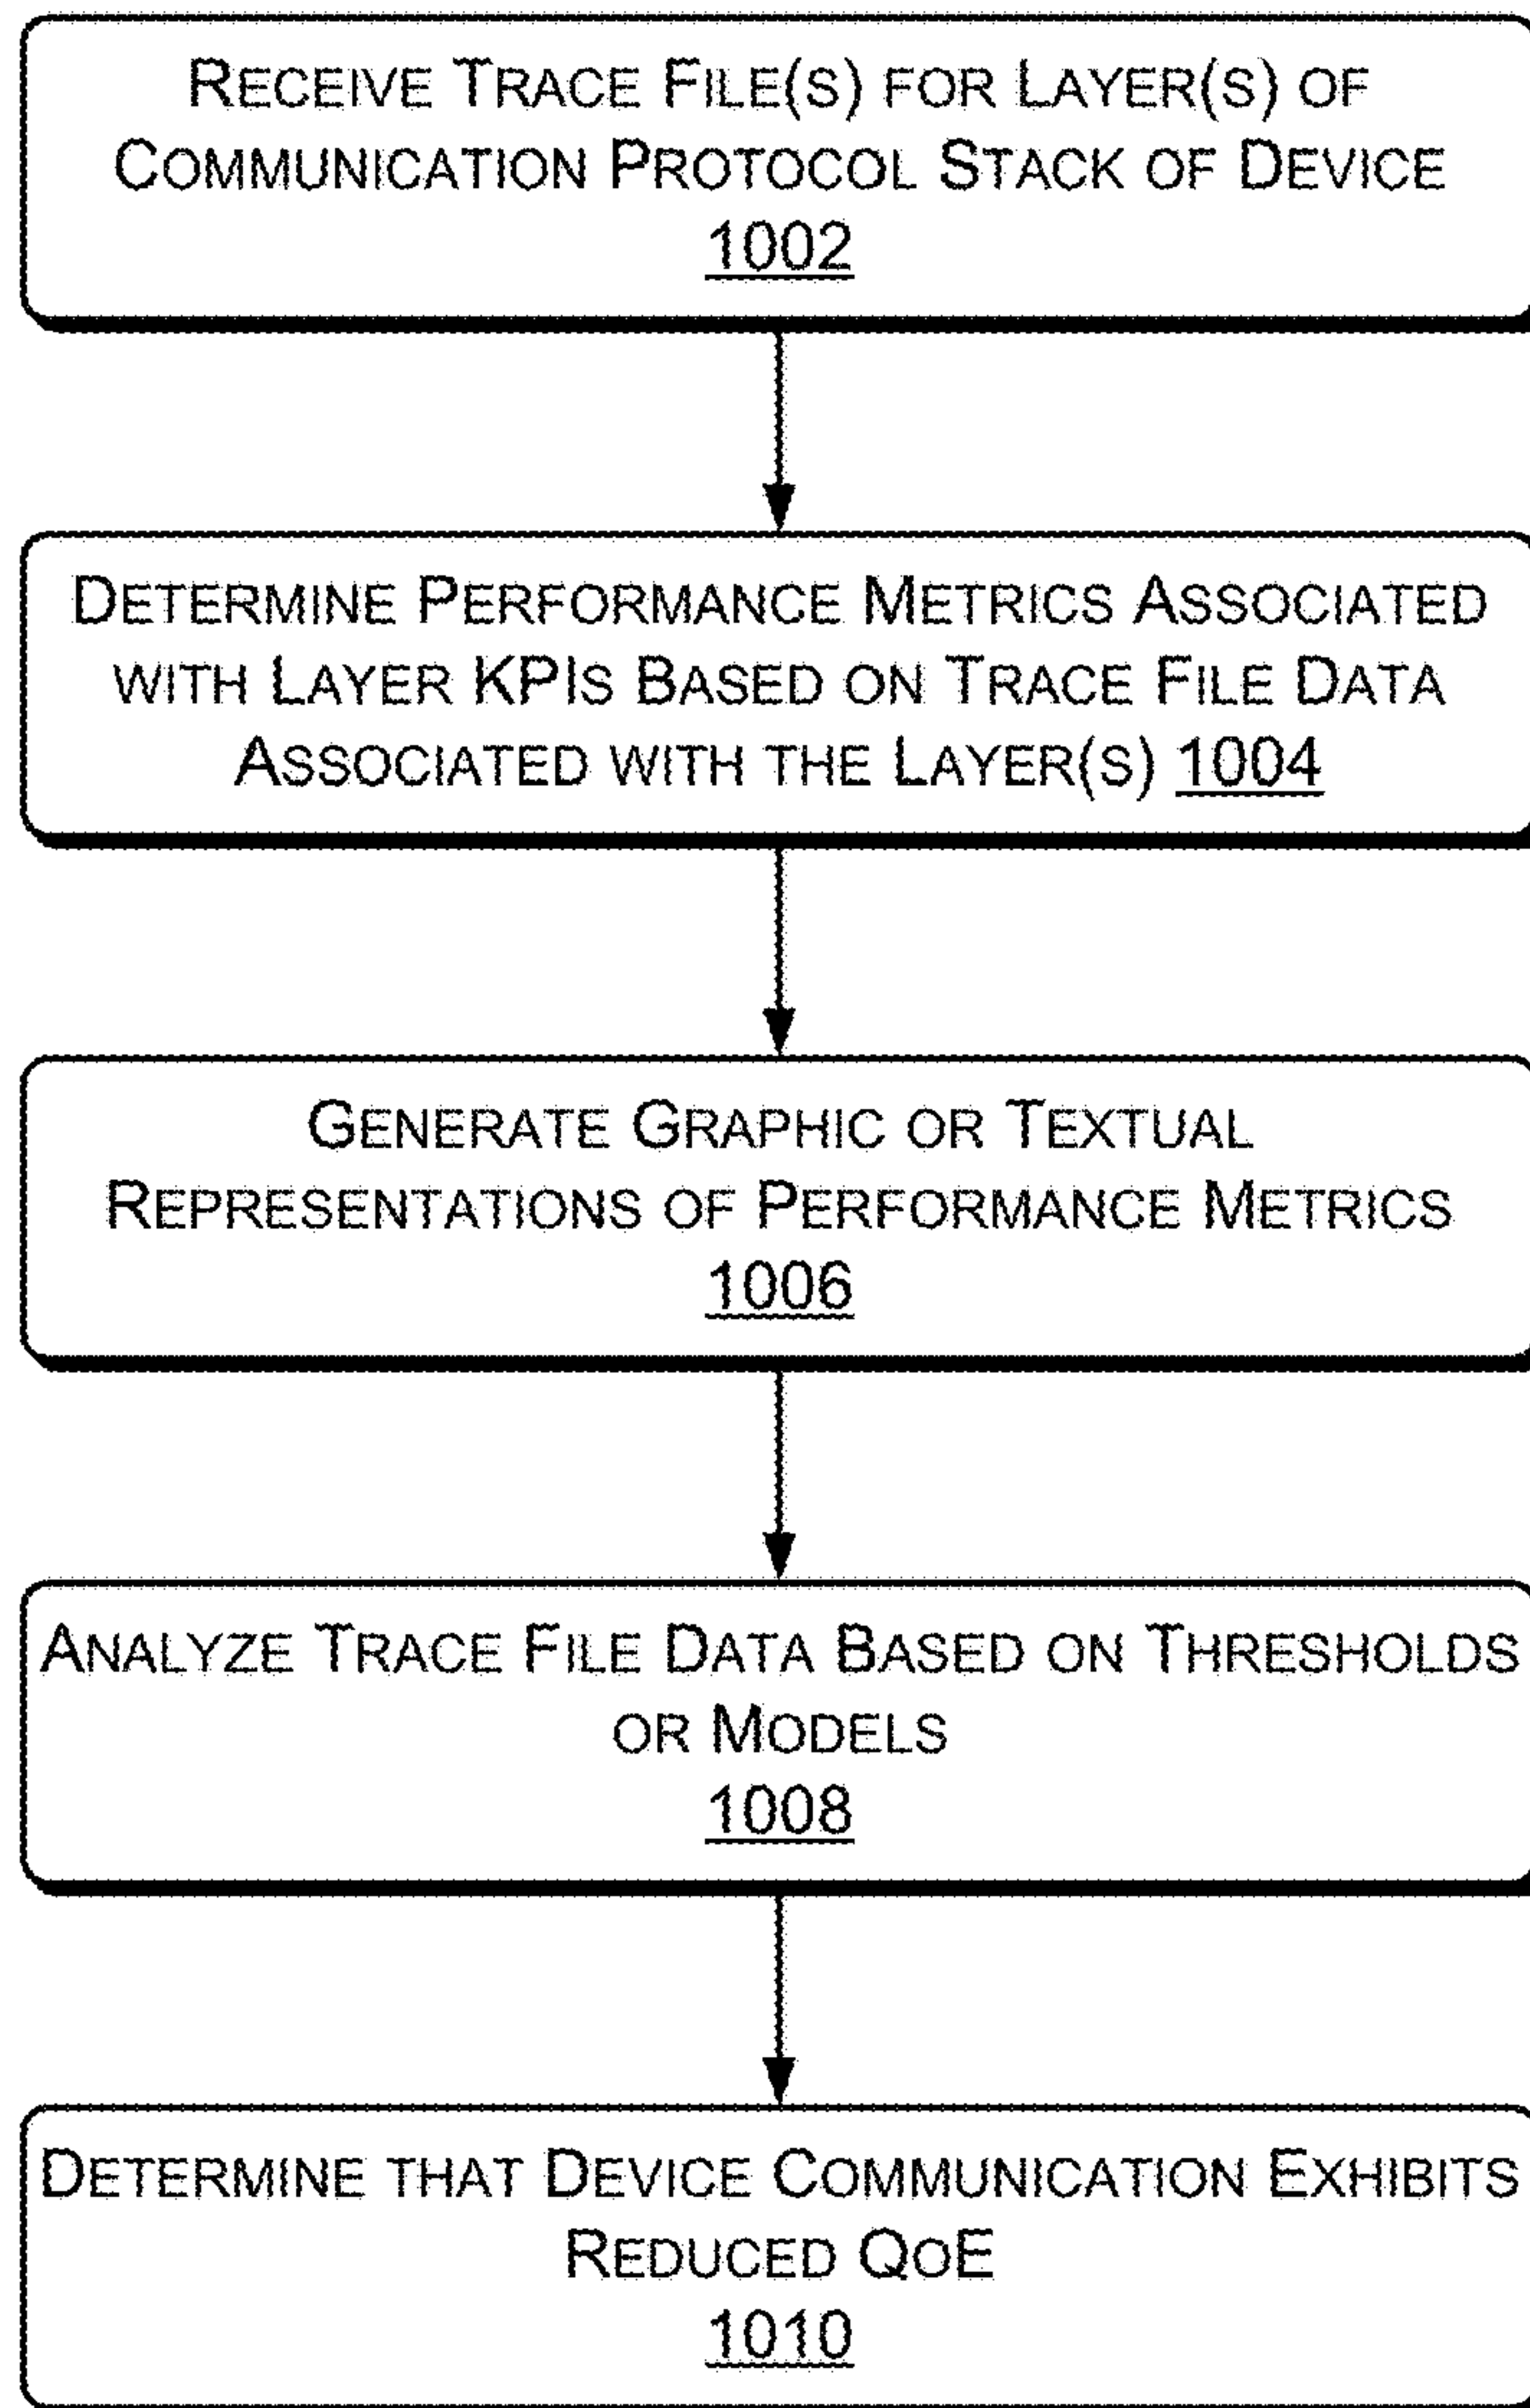 RECEIVE TRACE FILE(S) FOR LAYER(S) OF
COMMUNICATION PROTOCOL STACK OF DEVICE
1002
DETERMINE PERFORMANCE METRICS ASSOCIATED
WITH LAYER KPIS BASED ON TRACE FILE DATA
ASSOCIATED WITH THE LAYER(S) 1004
GENERATE GRAPHIC OR TEXTUAL
REPRESENTATIONS OF PERFORMANCE METRICS
1006
ANALYZE TRACE FILE DATA BASED ON THRESHOLDS
OR MODELS
1008
DETERMINE THAT DEVICE COMMUNICATION EXHIBITS
REDUCED QOE
1010